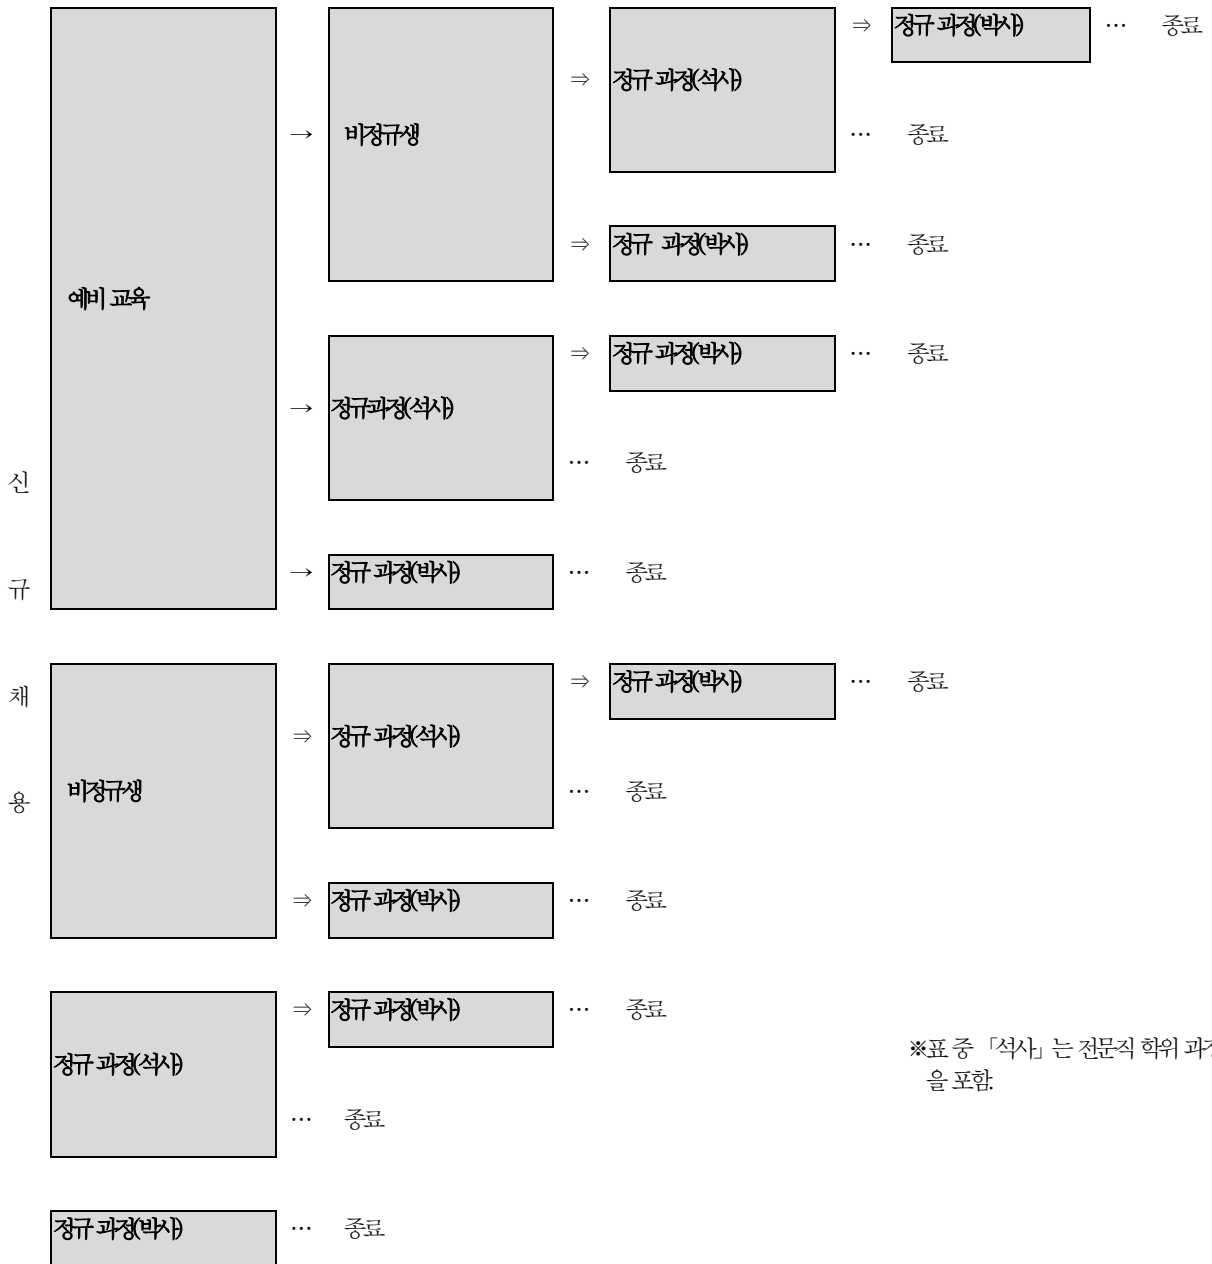 ⇒ 정규 과정(박사) … 종료
⇒ 정규 과정(석사)
→ 비정규생 … 종료
⇒ 정규 과정(박사) … 종료
예비 교육
⇒ 정규 과정(박사) … 종료
→ 정규과정(석사)
… 종료
→ 정규 과정(박사) … 종료
신
규
채
용
⇒ 정규 과정(박사) … 종료
⇒ 정규 과정(석사)
비정규생 … 종료
⇒ 정규 과정(박사) … 종료
⇒ 정규 과정(박사) … 종료
정규 과정(석사)
… 종료
※표 중 「석사」는 전문직 학위 과
을 포함.
정규 과정(박사) … 종료